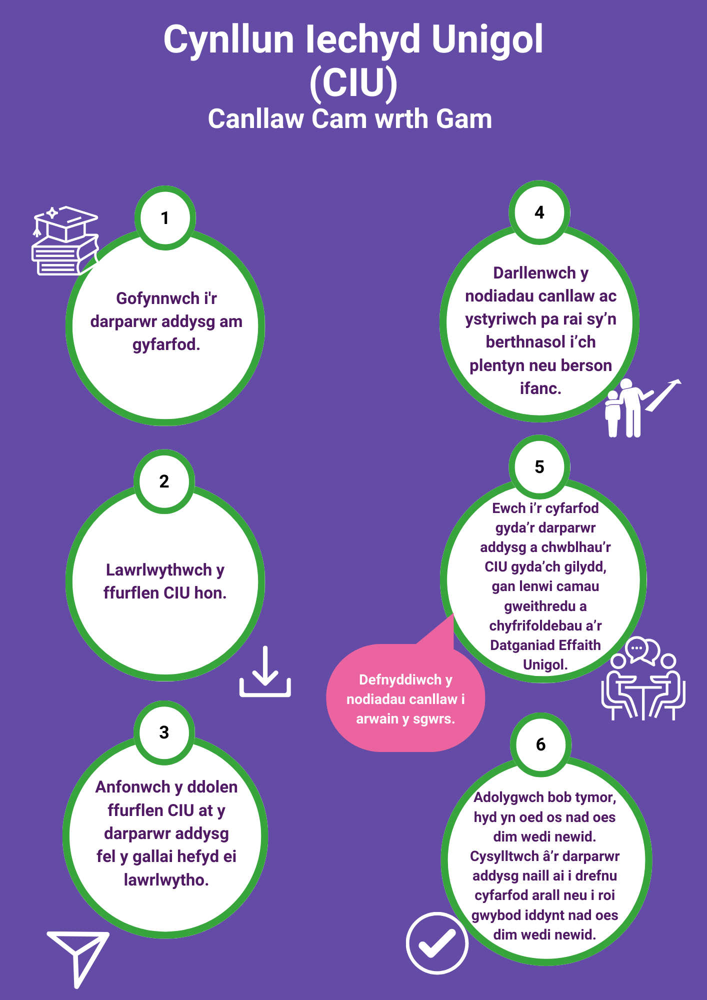 Cynllun Iechyd Unigol
(CIU)
Canllaw Cam wrth Gam
1
Gofynnwch i'r
darparwr addysg am
gyfarfod.
2
Lawrlwythwch y
ffurflen CIU hon.
3
Anfonwch y ddolen
ffurflen CIU at y
darparwr addysg
fel y gallai hefyd ei
lawrlwytho.
4
Darllenwch y
nodiadau canllaw ac
ystyriwch pa rai sy’n
berthnasol i’ch
plentyn neu berson
ifanc.
5
Ewch i’r cyfarfod
gyda’r darparwr
addysg a chwblhau’r
CIU gyda’ch gilydd,
gan lenwi camau
gweithredu a
chyfrifoldebau a’r
Datganiad Effaith
Unigol.
Defnyddiwch y
nodiadau canllaw i
arwain y sgwrs.
6
Adolygwch bob tymor,
hyd yn oed os nad oes
dim wedi newid.
Cysylltwch â’r darparwr
addysg naill ai i drefnu
cyfarfod arall neu i roi
gwybod iddynt nad oes
dim wedi newid.